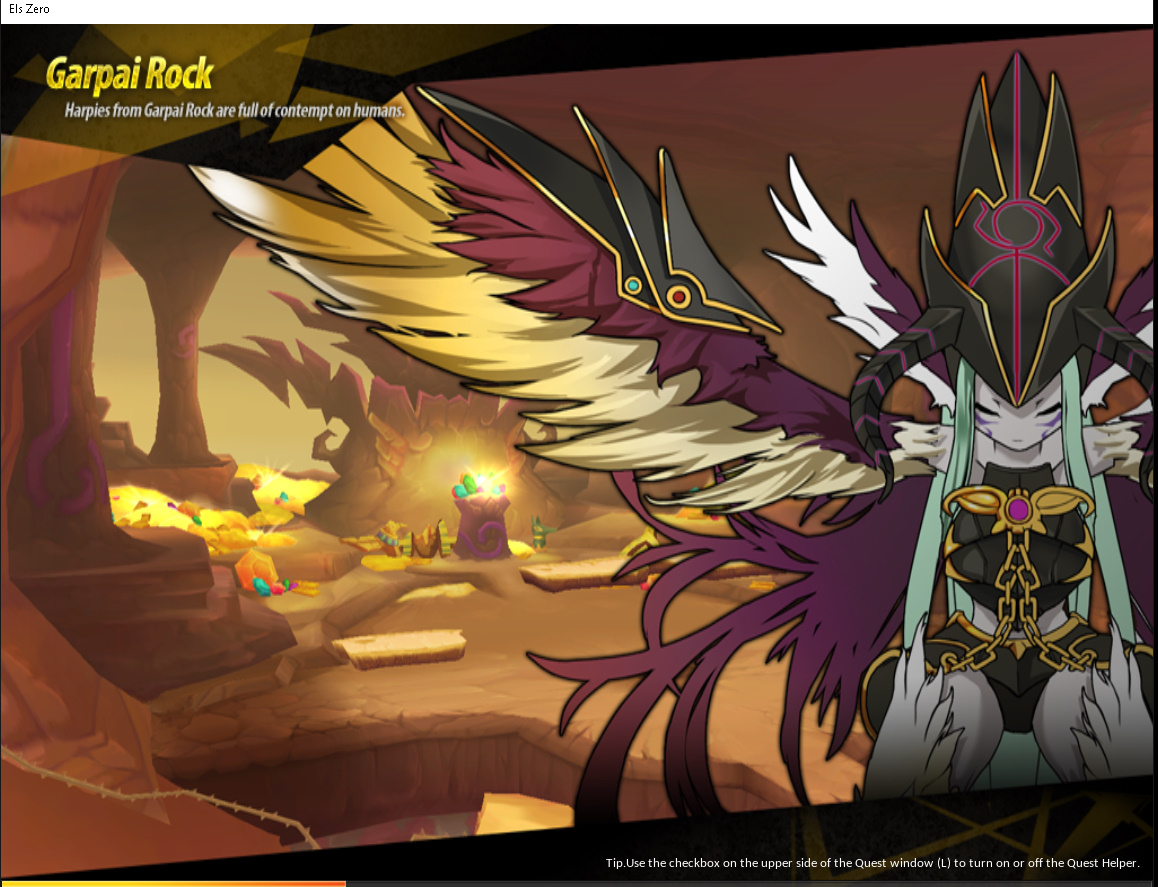 Els Zero
Garpai Rock
Harpies from Garpai Rock are full of contempt on humans.
Tip.Use the checkbox on the upper side of the Quest window (L) to turn on or off the Quest Helper.